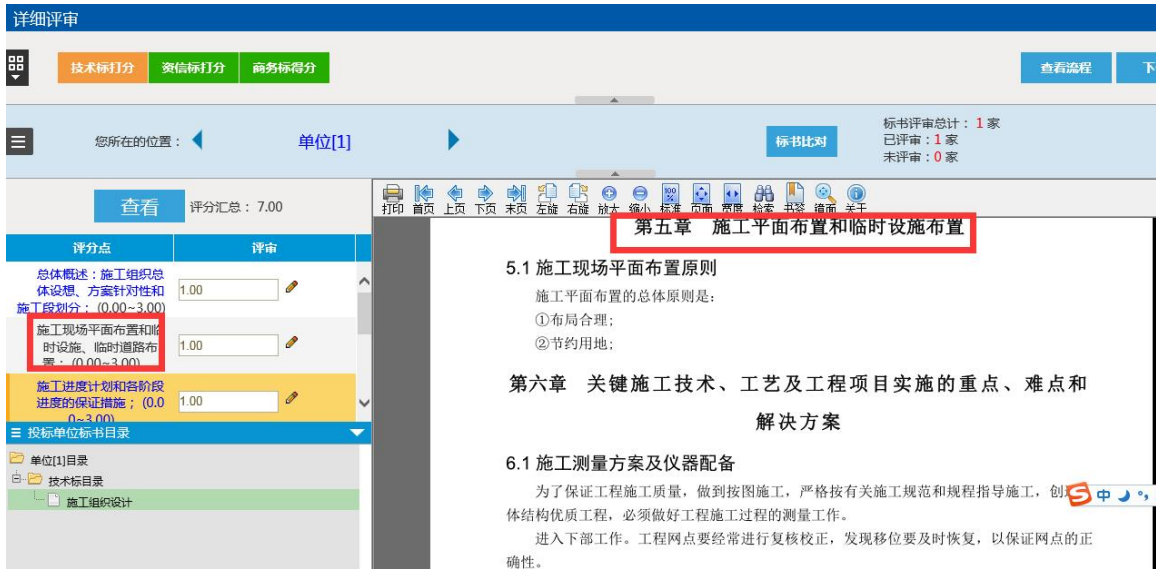 详细评审
技术标打分 资信标打分 商务标得分 查看流程 下
您所在的位置： 单位[1] 标书比对
标书评审总计：1 家
已评审：1 家
未评审：0 家
查看 评分汇总：7.00
评分点 评审
总体概述：施工组织总
体设想、方案针对性和
施工段划分： (0.00~3.00)
1.00
施工现场平面布置和临
时设施、临时道路布
置： (0.00~3.00)
1.00
施工进度计划和各阶段
进度的保证措施； (0.0
0~3.00)
1.00
投标单位标书目录
单位[1]目录
技术标目录
施工组织设计
打印 首页 上页 下页 末页 左旋 右旋 放大 缩小 标准 页面 宽度 检索 书签 墙面 关于
第五章 施工平面布置和临时设施布置
5.1 施工现场平面布置原则
施工平面布置的总体原则是：
①布局合理；
②节约用地；
第六章 关键施工技术、工艺及工程项目实施的重点、难点和
解决方案
6.1 施工测量方案及仪器配备
为了保证工程施工质量，做到按图施工，严格按有关施工规范和规程指导施工，创
体结构优质工程，必须做好工程施工过程的测量工作。
进入下部工作。工程网点要经常进行复核校正，发现移位要及时恢复，以保证网点的正
确性。
中